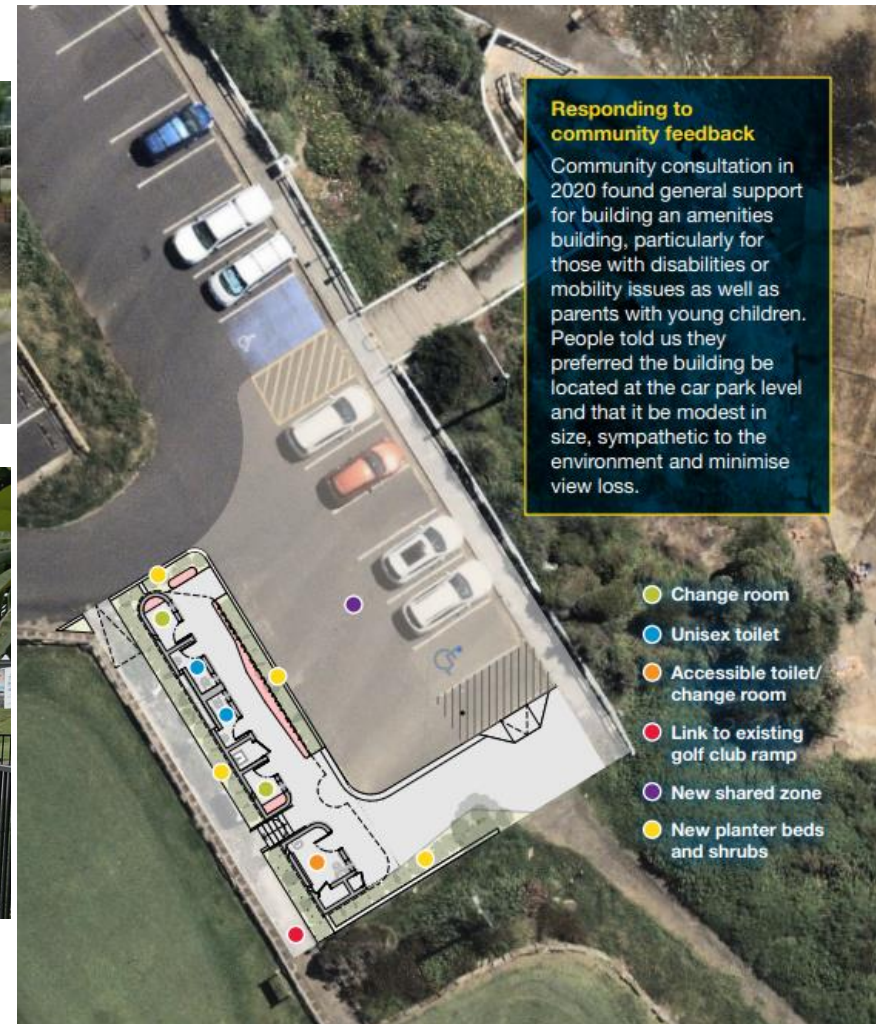 Responding to
community feedback
Community consultation in
2020 found general support
for building an amenities
building, particularly for
those with disabilities or
mobility issues as well as
parents with young children.
People told us they
preferred the building be
located at the car park level
and that it be modest in
size, sympathetic to the
environment and minimise
view loss.
Change room
Unisex toilet
Accessible toilet/
change room
Link to existing
golf club ramp
New shared zone
New planter beds
and shrubs